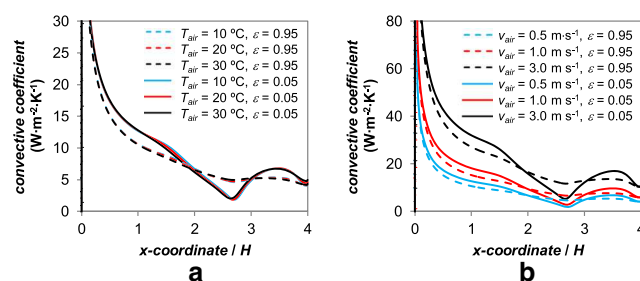 convective coefficient
(W·m⁻²·K⁻¹)
30
25
20
15
10
5
0
T_air = 10 ºC, ε = 0.95
T_air = 20 ºC, ε = 0.95
T_air = 30 ºC, ε = 0.95
T_air = 10 ºC, ε = 0.05
T_air = 20 ºC, ε = 0.05
T_air = 30 ºC, ε = 0.05
0 1 2 3 4
x-coordinate / H
a
convective coefficient
(W·m⁻²·K⁻¹)
80
60
40
20
0
v_air = 0.5 m·s⁻¹, ε = 0.95
v_air = 1.0 m s⁻¹, ε = 0.95
v_air = 3.0 m s⁻¹, ε = 0.95
v_air = 0.5 m·s⁻¹, ε = 0.05
v_air = 1.0 m s⁻¹, ε = 0.05
v_air = 3.0 m s⁻¹, ε = 0.05
0 1 2 3 4
x-coordinate / H
b